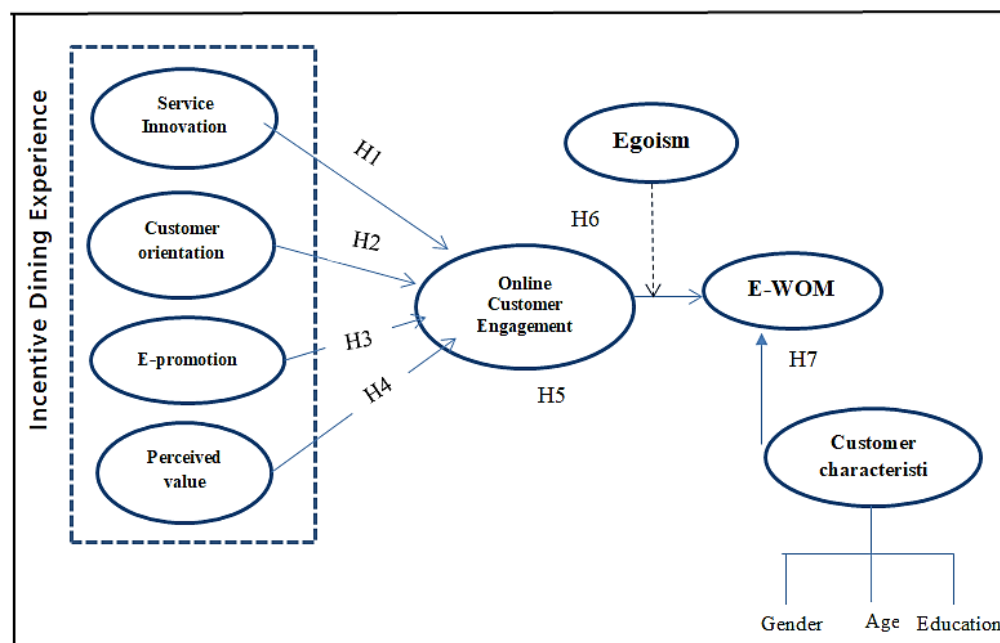 Incentive Dining Experience
Service
Innovation
Customer
orientation
E-promotion
Perceived
value
H1
H2
H3
H4
Online
Customer
Engagement
H5
Egoism
H6
E-WOM
H7
Customer
characteristi
Gender
Age
Education